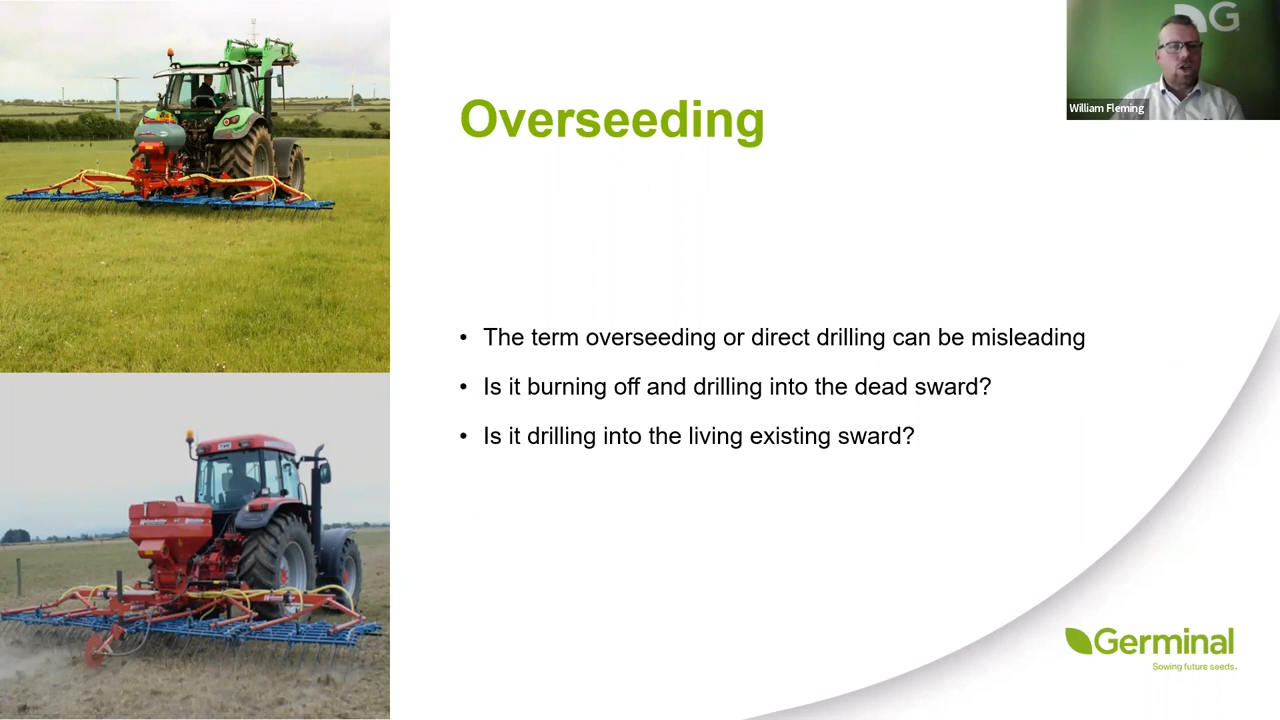 G
William Fleming
Overseeding
• The term overseeding or direct drilling can be misleading
• Is it burning off and drilling into the dead sward?
• Is it drilling into the living existing sward?
Germinal
Sowing future seeds.